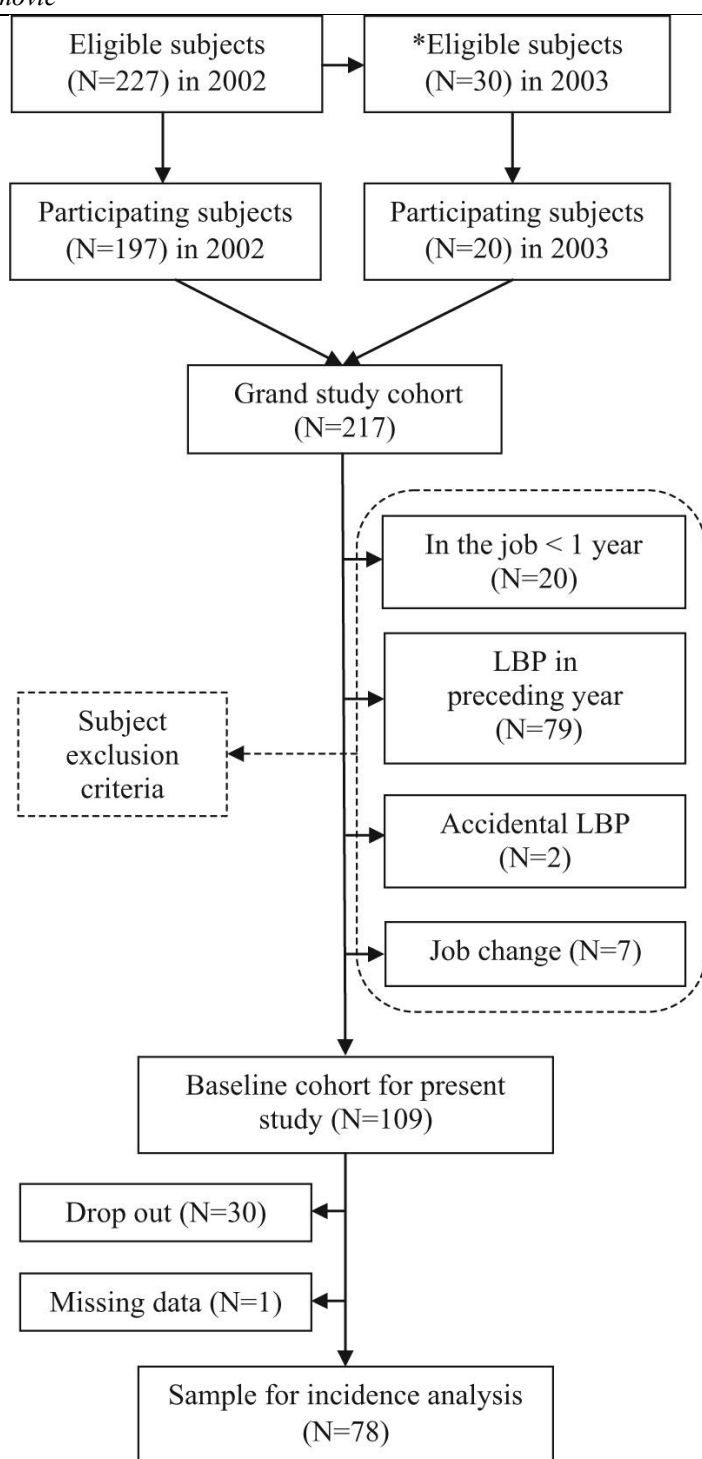 Eligible subjects
(N=227) in 2002
*Eligible subjects
(N=30) in 2003
Participating subjects
(N=197) in 2002
Participating subjects
(N=20) in 2003
Grand study cohort
(N=217)
In the job < 1 year
(N=20)
LBP in
preceding year
(N=79)
Subject
exclusion
criteria
Accidental LBP
(N=2)
Job change (N=7)
Baseline cohort for present
study (N=109)
Drop out (N=30)
Missing data (N=1)
Sample for incidence analysis
(N=78)